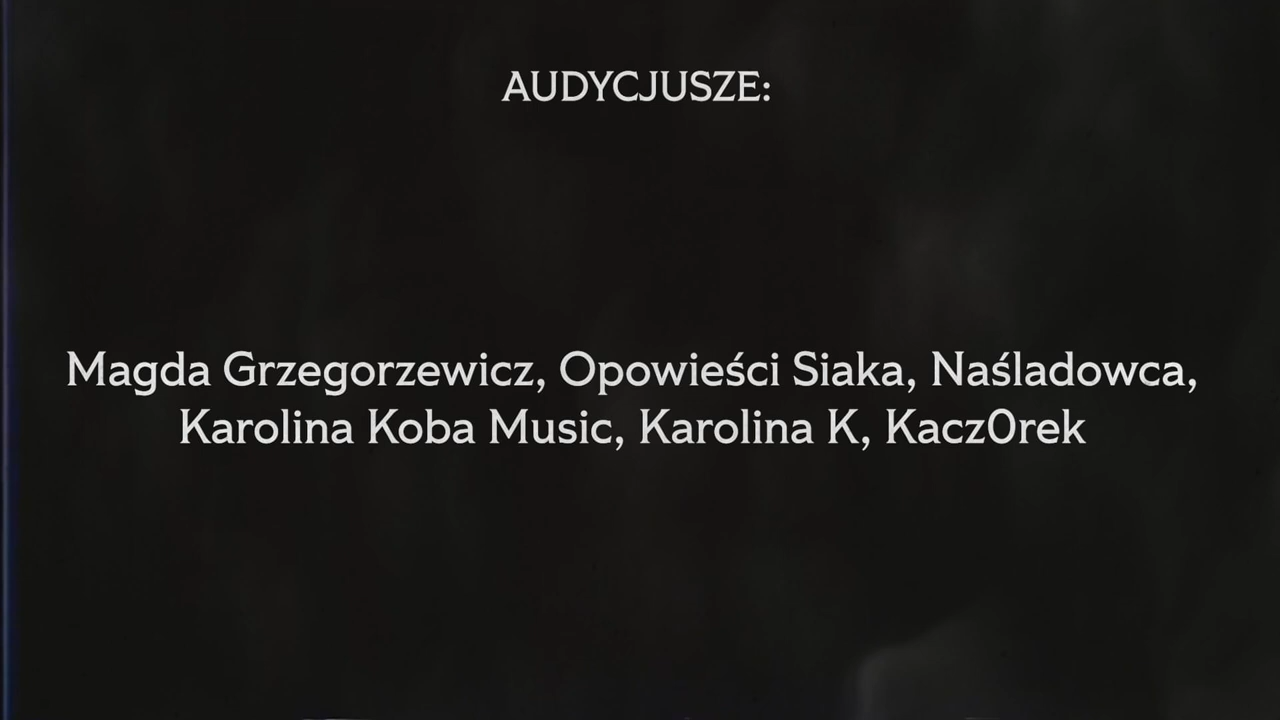 AUDYCJUSZE:
Magda Grzegorzewicz, Opowieści Siaka, Naśladowca,
Karolina Koba Music, Karolina K, Kacz0rek